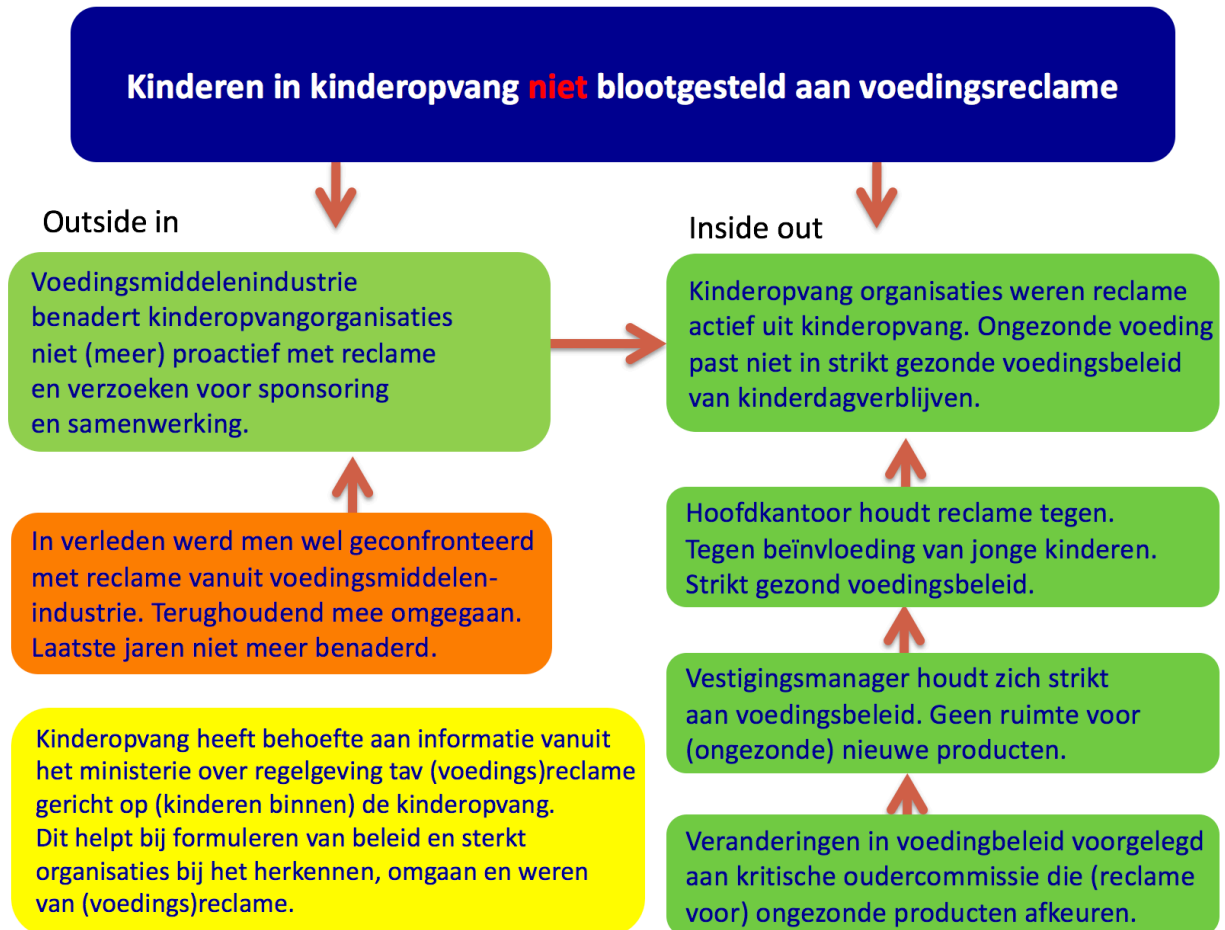 Kinderen in kinderopvang niet blootgesteld aan voedingsreclame
Outside in
Voedingsmiddelenindustrie
benadert kinderopvangorganisaties
niet (meer) proactief met reclame
en verzoeken voor sponsoring
en samenwerking.
In verleden werd men wel geconfronteerd
met reclame vanuit voedingsmiddelen-
industrie. Terughoudend mee omgegaan.
Laatste jaren niet meer benaderd.
Kinderopvang heeft behoefte aan informatie vanuit
het ministerie over regelgeving tav (voedings)reclame
gericht op (kinderen binnen) de kinderopvang.
Dit helpt bij formuleren van beleid en sterkt
organisaties bij het herkennen, omgaan en weren
van (voedings)reclame.
Inside out
Kinderopvang organisaties weren reclame
actief uit kinderopvang. Ongezonde voeding
past niet in strikt gezonde voedingsbeleid
van kinderdagverblijven.
Hoofdkantoor houdt reclame tegen.
Tegen beïnvloeding van jonge kinderen.
Strikt gezond voedingsbeleid.
Vestigingsmanager houdt zich strikt
aan voedingsbeleid. Geen ruimte voor
(ongezonde) nieuwe producten.
Veranderingen in voedingbeleid voorgelegd
aan kritische oudercommissie die (reclame
voor) ongezonde producten afkeuren.